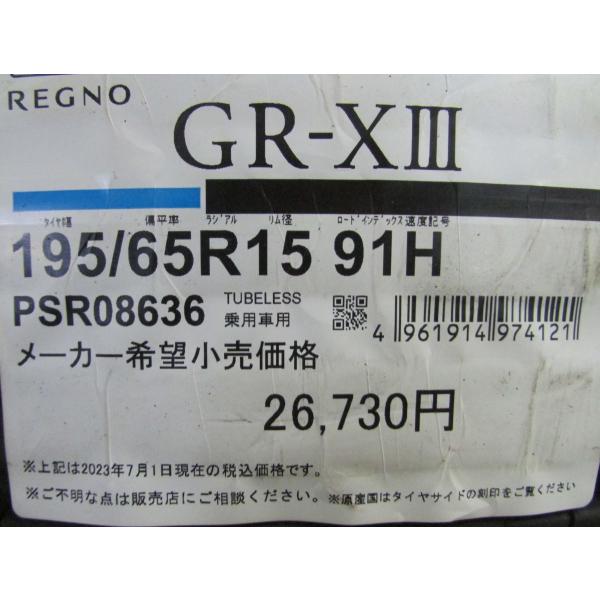 REGNO
GR-XⅢ
タイヤ幅 偏平率 ラジアル リム径 ロードインデックス 速度記号
195/65R15 91H
PSR08636 TUBELESS 乗用車用
4 961914 974121
メーカー希望小売価格
26,730円
※上記は2023年7月1日現在の税込価格です。
※ご不明な点は販売店にご相談ください。 ※原産国はタイヤサイドの刻印をご覧ください